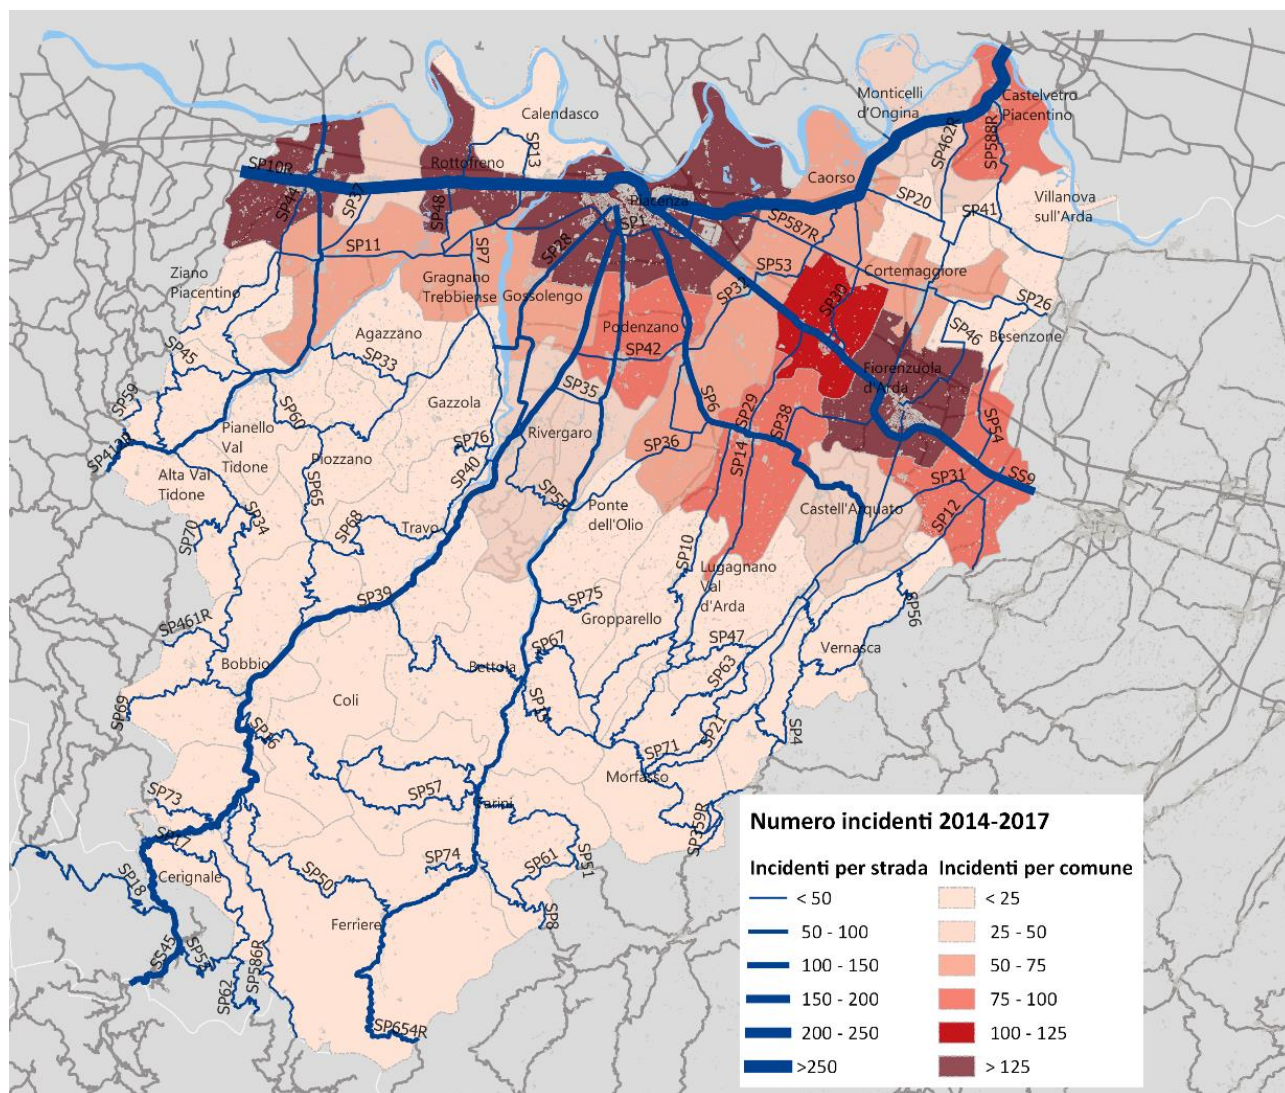 Calendasco
Monticelli
d'Ongina
Castelvetro
Piacentino
SP462R
SP588R
SP13
Rottofreno
SP10R
SP44
SP37
SP48
Caorso
SP20
SP41
Villanova
sull'Arda
Piacenza
SP1
SP587R
SP11
SP7
SP28
SP53
SP32
Cortemaggiore
SP26
Ziano
Piacentino
Gragnano
Trebbiense
Gossolengo
SP30
Podenzano
SP46
Besenzone
Agazzano
SP42
SP45
SP33
Fiorenzuola
d'Arda
SP59
SP35
SP60
Gazzola
SP6
SP29
SP38
SP54
Pianello
Val
Tidone
Rivergaro
SP36
SP76
SP14
SP412R
Alta Val
Tidone
Piozzano
SP40
SP31
SS9
SP65
SP58
Ponte
dell'Olio
Castell'Arquato
SP12
SP34
SP70
SP68
Travo
SP10
Lugagnano
Val
d'Arda
SP39
SP75
Gropparello
SP56
SP461R
SP67
SP47
Vernasca
Bobbio
Bettola
SP63
Coli
SP69
SP15
SP16
SP21
SP4
SP71
Morfasso
SP73
SP57
Farini
SP359R
SP17
SP18
Cerignale
SP50
SP74
SP61
SP51
Ferriere
SP8
SS45
SP52
SP586R
SP62
SP654R
Numero incidenti 2014-2017
Incidenti per strada
Incidenti per comune
< 50
< 25
50 - 100
25 - 50
100 - 150
50 - 75
150 - 200
75 - 100
200 - 250
100 - 125
>250
> 125